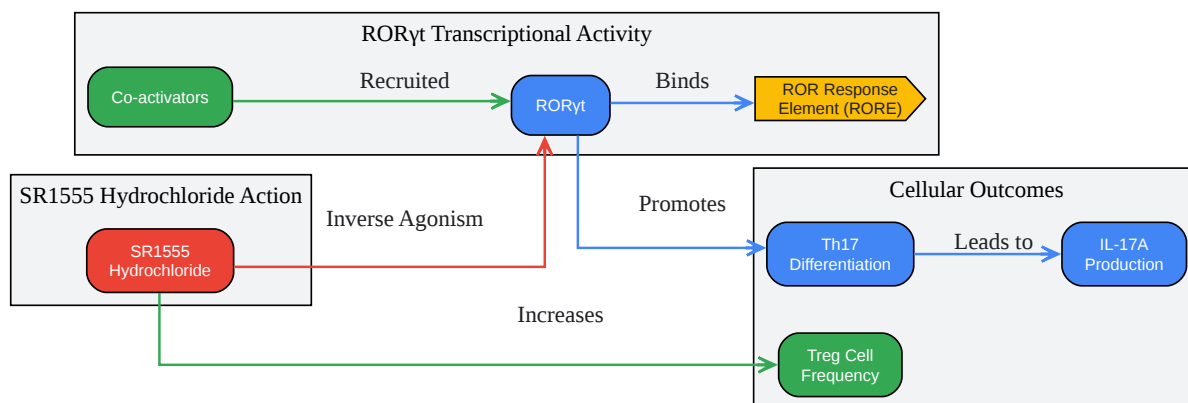 RORγt Transcriptional Activity
Co-activators
Recruited
RORγt
Binds
ROR Response
Element (RORE)
SR1555 Hydrochloride Action
SR1555
Hydrochloride
Inverse Agonism
Promotes
Increases
Cellular Outcomes
Th17
Differentiation
Leads to
IL-17A
Production
Treg Cell
Frequency